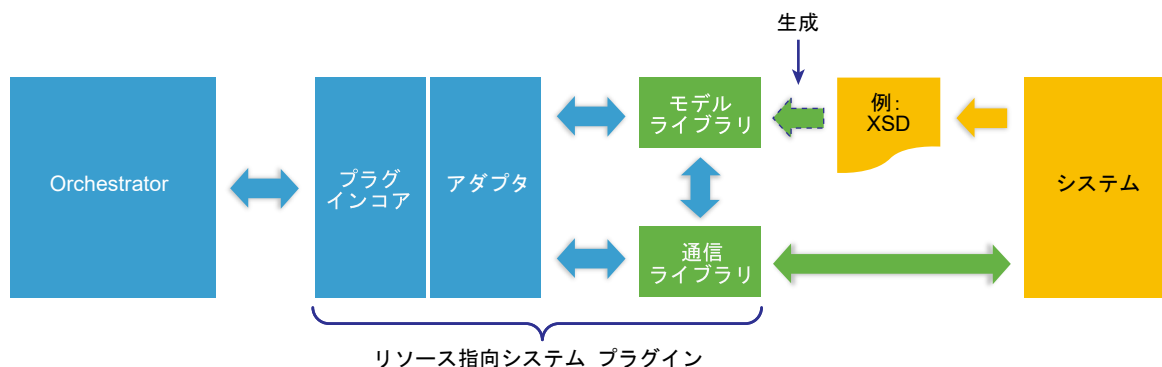 生成
Orchestrator
プラグ
インコア
アダプタ
モデル
ライブラリ
例:
XSD
システム
通信
ライブラリ
リソース指向システム プラグイン